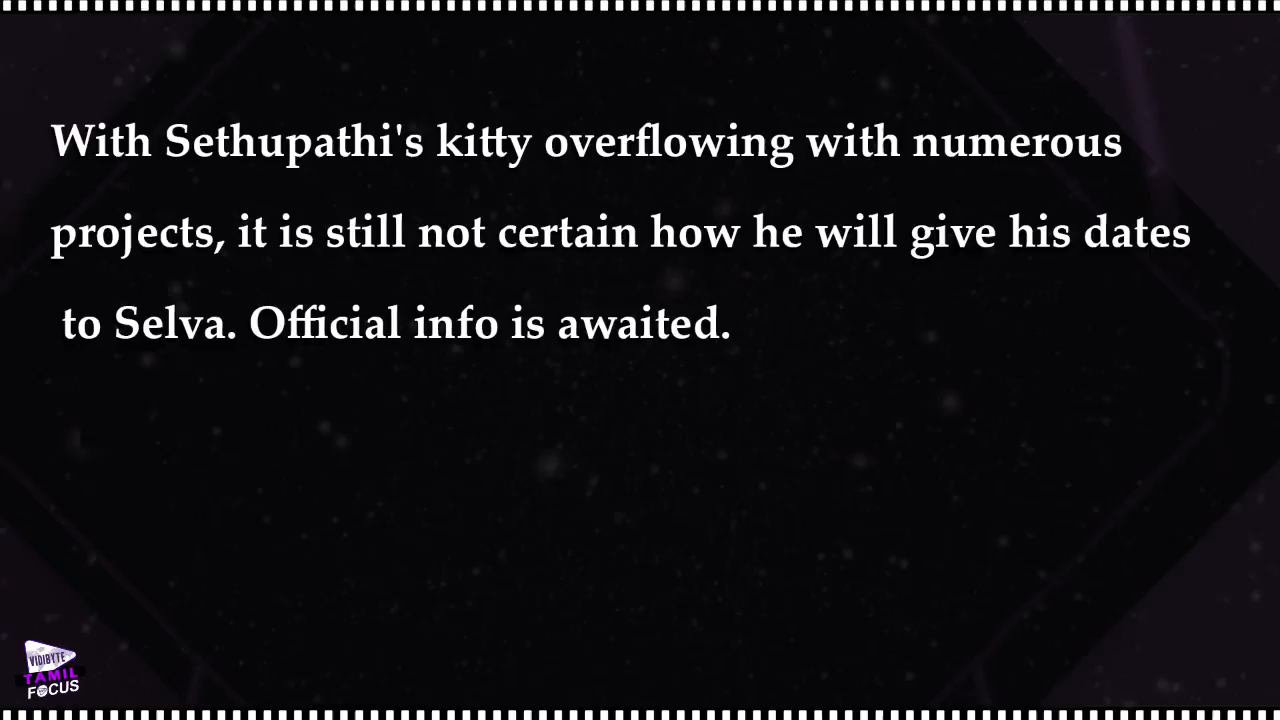 With Sethupathi's kitty overflowing with numerous
projects, it is still not certain how he will give his dates
to Selva. Official info is awaited.
VIDIBYTE
TAMIL
FOCUS